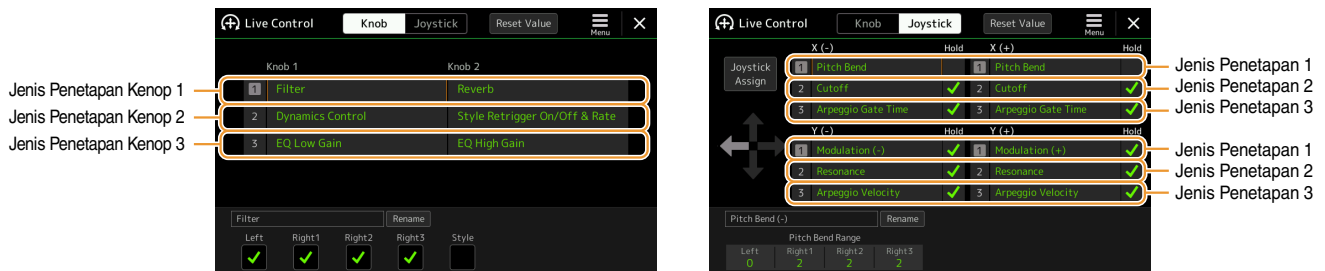 Live Control Knob Joystick Reset Value Menu
Knob 1 Knob 2
Jenis Penetapan Kenop 1 1 Filter Reverb
Jenis Penetapan Kenop 2 2 Dynamics Control Style Retrigger On/Off & Rate
Jenis Penetapan Kenop 3 3 EQ Low Gain EQ High Gain
Filter Rename
Left Right1 Right2 Right3 Style
Live Control Knob Joystick Reset Value Menu
X (-) Hold X (+) Hold
Joystick Assign
1 Pitch Bend 1 Pitch Bend Jenis Penetapan 1
2 Cutoff 2 Cutoff Jenis Penetapan 2
3 Arpeggio Gate Time 3 Arpeggio Gate Time Jenis Penetapan 3
Y (-) Hold Y (+) Hold
1 Modulation (-) 1 Modulation (+) Jenis Penetapan 1
2 Resonance 2 Resonance Jenis Penetapan 2
3 Arpeggio Velocity 3 Arpeggio Velocity Jenis Penetapan 3
Pitch Bend (-) Rename
Pitch Bend Range
Left Right1 Right2 Right3
0 2 2 2